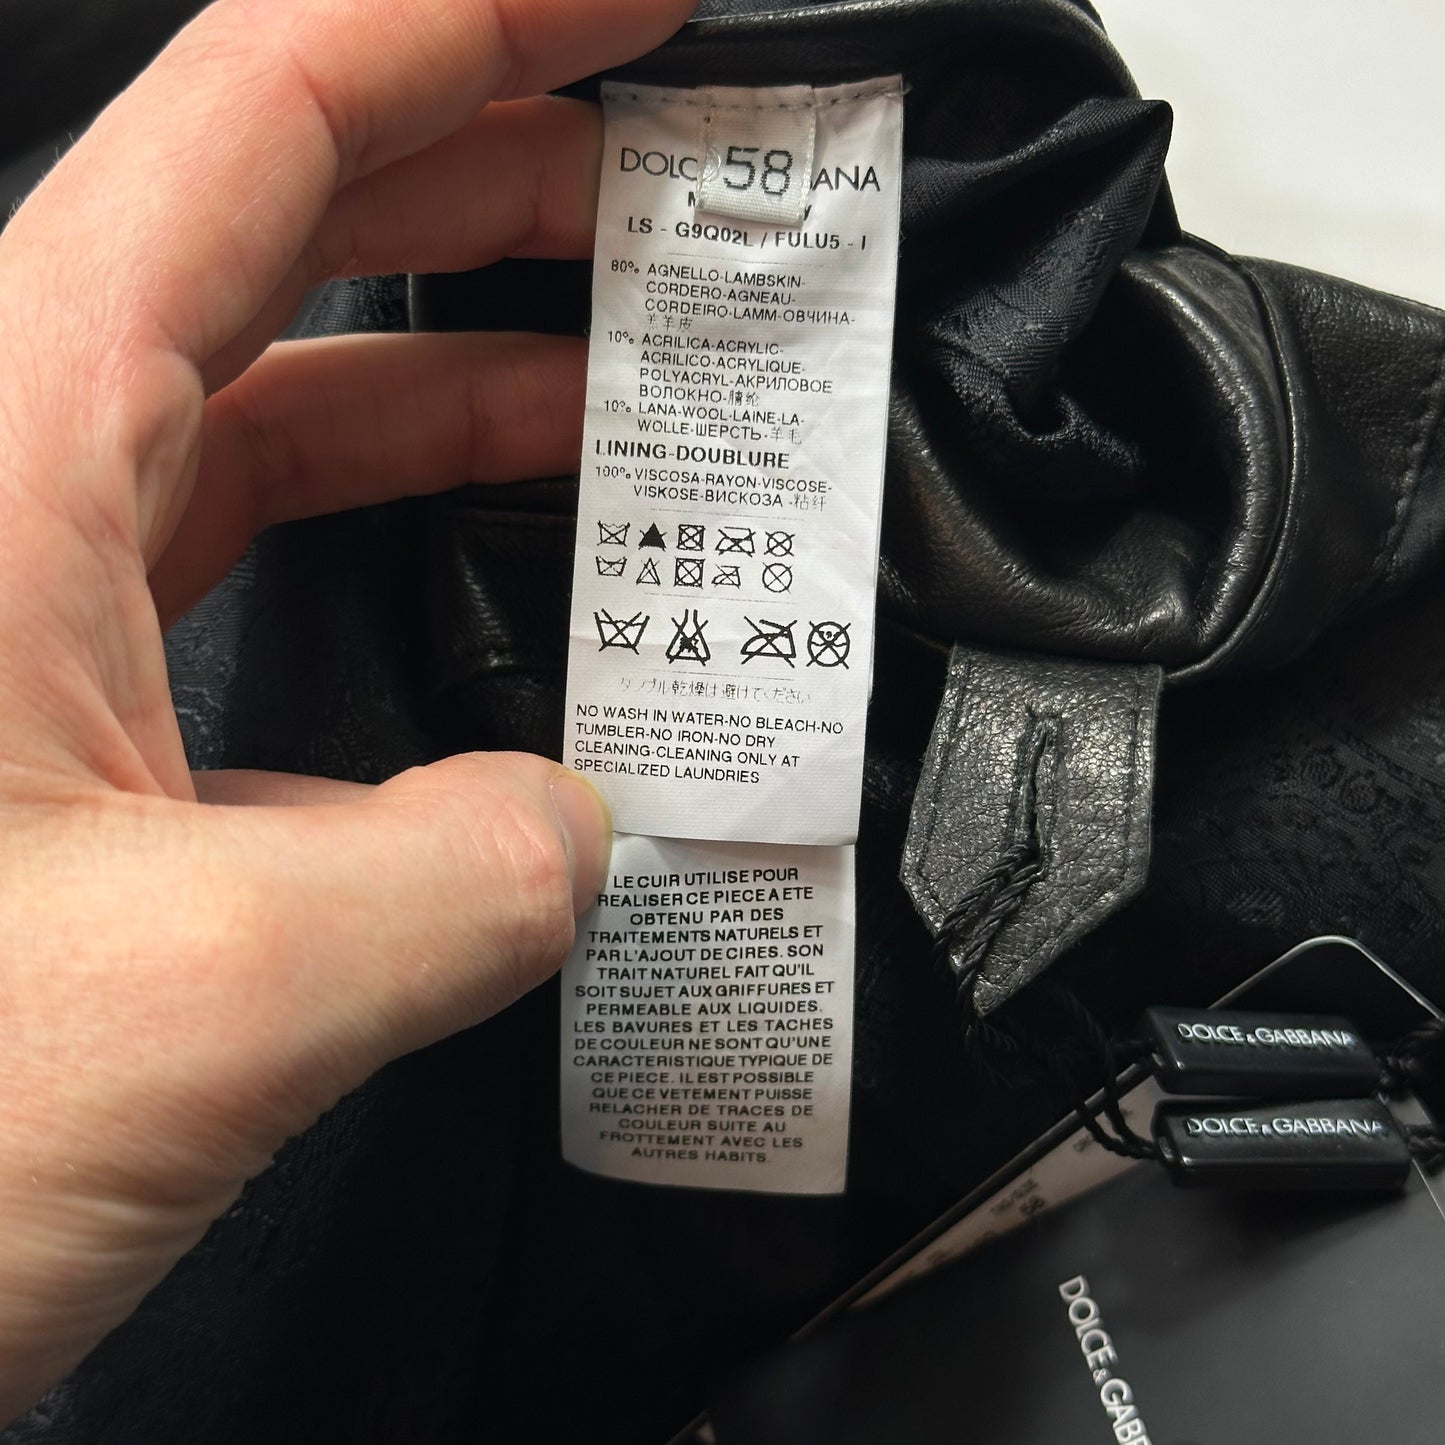 DOLC
58
ANA
LS - G9Q02L / FULU5 - I
80% AGNELLO-LAMBSKIN-
CORDERO-AGNEAU-
CORDEIRO-LAMM-ОВЧИНА-
羊羊皮
10% ACRILICA-ACRYLIC-
ACRILICO-ACRYLIQUE-
POLYACRYL-АКРИЛОВОЕ
ВОЛОКНО-腈纶
10% LANA-WOOL-LAINE-LA-
WOLLE-ШЕРСТЬ-羊毛
LINING-DOUBLURE
100% VISCOSA-RAYON-VISCOSE-
VISKOSE-ВИСКОЗА -粘纤
タンブル乾燥は避けてください
NO WASH IN WATER-NO BLEACH-NO
TUMBLER-NO IRON-NO DRY
CLEANING-CLEANING ONLY AT
SPECIALIZED LAUNDRIES
LE CUIR UTILISE POUR
REALISER CE PIECE A ETE
OBTENU PAR DES
TRAITEMENTS NATURELS ET
PAR L'AJOUT DE CIRES. SON
TRAIT NATUREL FAIT QU'IL
SOIT SUJET AUX GRIFFURES ET
PERMEABLE AUX LIQUIDES.
LES BAVURES ET LES TACHES
DE COULEUR NE SONT QU'UNE
CARACTERISTIQUE TYPIQUE DE
CE PIECE. IL EST POSSIBLE
QUE CE VETEMENT PUISSE
RELACHER DE TRACES DE
COULEUR SUITE AU
FROTTEMENT AVEC LES
AUTRES HABITS.
DOLCE & GABBANA
DOLCE & GABBANA
DOLCE & GABB